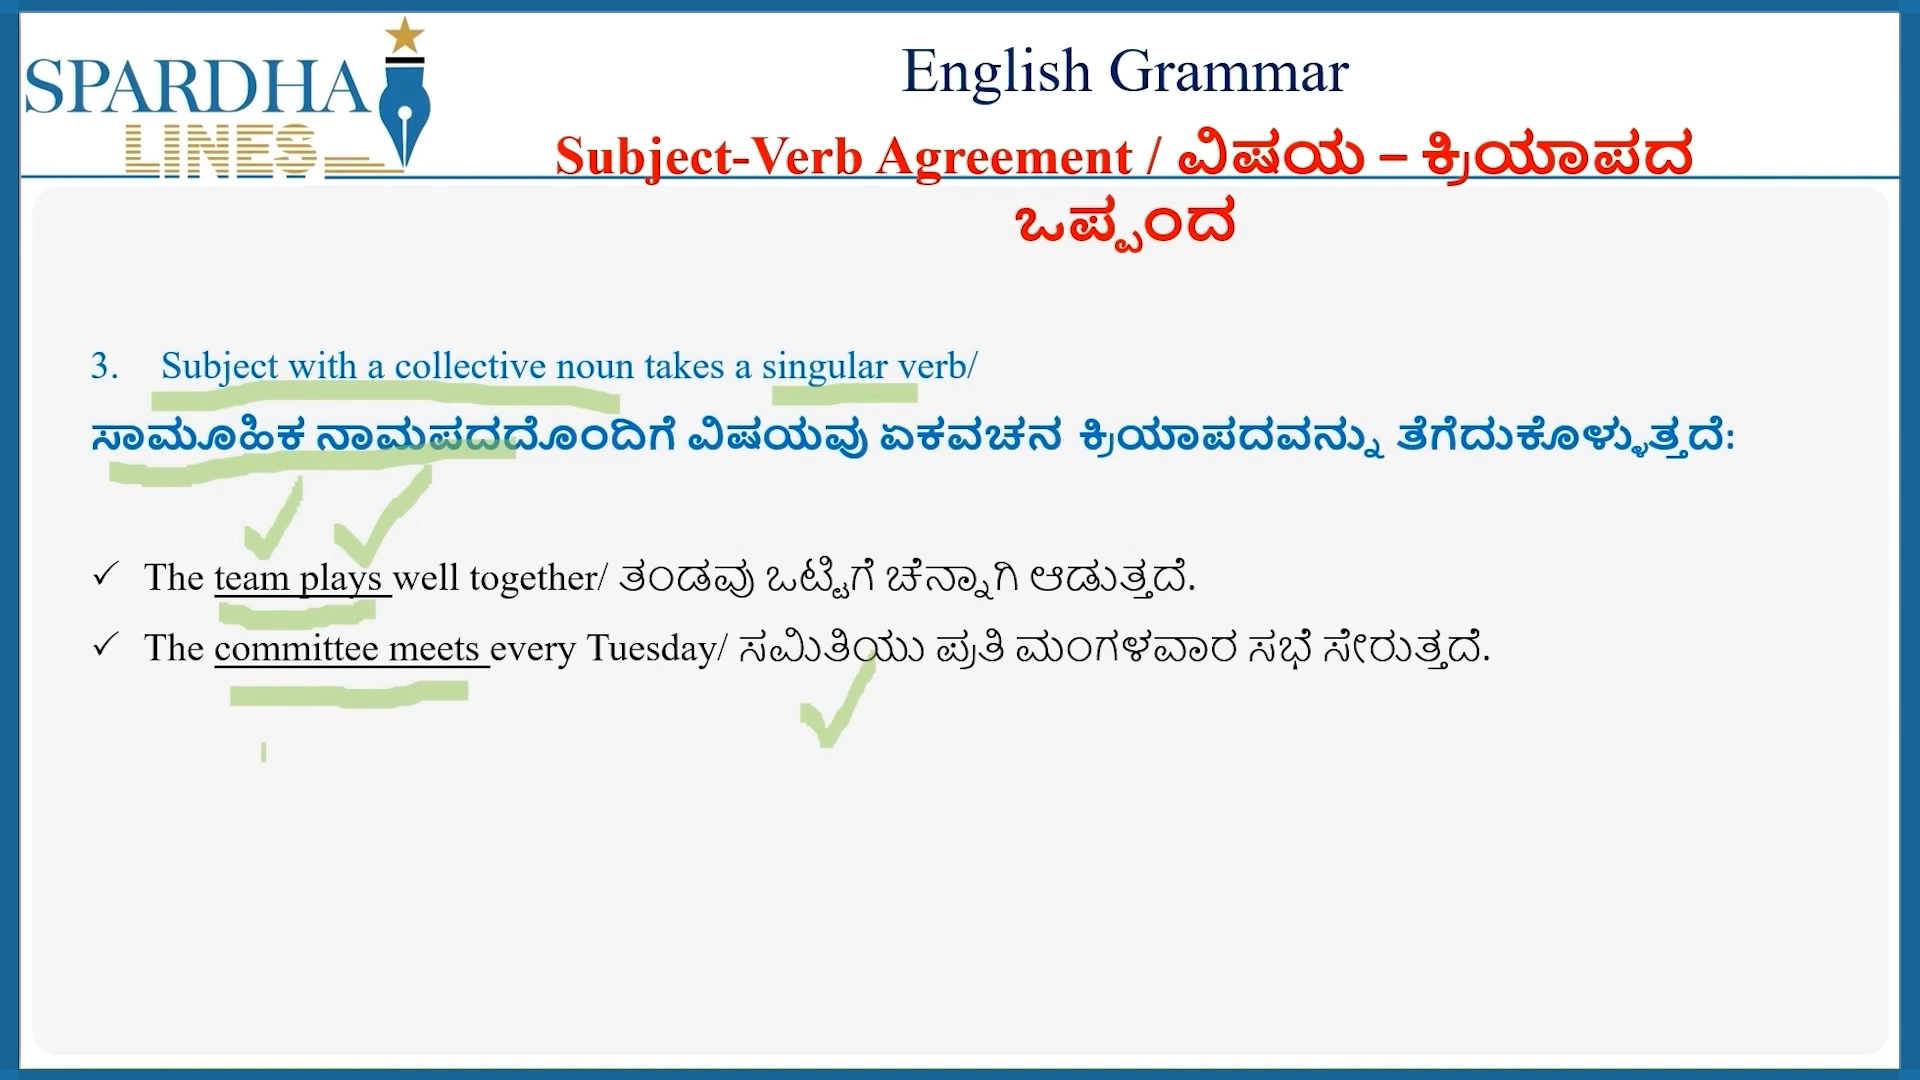 SPARDHA
LINES
English Grammar
Subject-Verb Agreement / ವಿಷಯ – ಕ್ರಿಯಾಪದ
ಒಪ್ಪಂದ
3. Subject with a collective noun takes a singular verb/
ಸಾಮೂಹಿಕ ನಾಮಪದದೊಂದಿಗೆ ವಿಷಯವು ಏಕವಚನ ಕ್ರಿಯಾಪದವನ್ನು ತೆಗೆದುಕೊಳ್ಳುತ್ತದೆ:
✓ The team plays well together/ ತಂಡವು ಒಟ್ಟಿಗೆ ಚೆನ್ನಾಗಿ ಆಡುತ್ತದೆ.
✓ The committee meets every Tuesday/ ಸಮಿತಿಯು ಪ್ರತಿ ಮಂಗಳವಾರ ಸಭೆ ಸೇರುತ್ತದೆ.